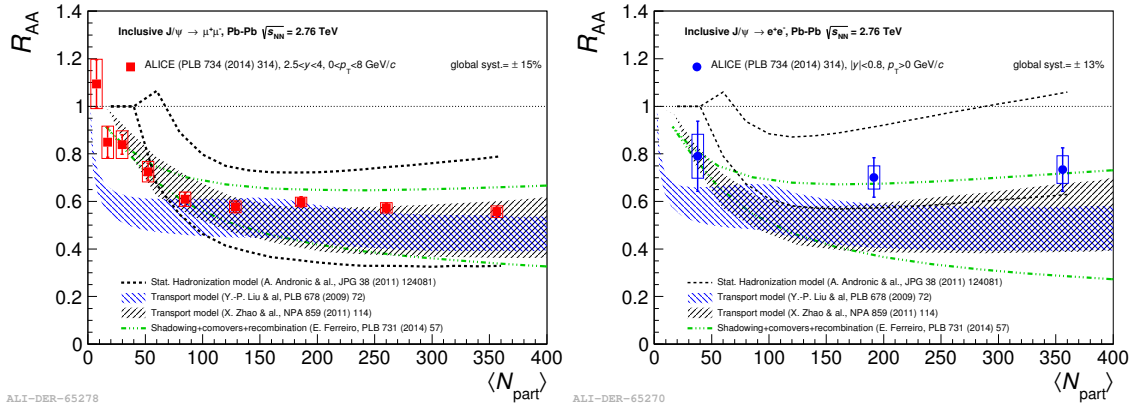 R_AA
1.4
1.2
1
0.8
0.6
0.4
0.2
0
Inclusive J/ψ → μ⁺μ⁻, Pb-Pb √s_NN = 2.76 TeV
ALICE (PLB 734 (2014) 314), 2.5<y<4, 0<p_T<8 GeV/c global syst.= ± 15%
Stat. Hadronization model (A. Andronic & al., JPG 38 (2011) 124081)
Transport model (Y.-P. Liu & al, PLB 678 (2009) 72)
Transport model (X. Zhao & al., NPA 859 (2011) 114)
Shadowing+comovers+recombination (E. Ferreiro, PLB 731 (2014) 57)
0 50 100 150 200 250 300 350 400
⟨N_part⟩
ALI-DER-65278
R_AA
1.4
1.2
1
0.8
0.6
0.4
0.2
0
Inclusive J/ψ → e⁺e⁻, Pb-Pb √s_NN = 2.76 TeV
ALICE (PLB 734 (2014) 314), |y|<0.8, p_T>0 GeV/c global syst.= ± 13%
Stat. Hadronization model (A. Andronic & al., JPG 38 (2011) 124081)
Transport model (Y.-P. Liu & al, PLB 678 (2009) 72)
Transport model (X. Zhao & al., NPA 859 (2011) 114)
Shadowing+comovers+recombination (E. Ferreiro, PLB 731 (2014) 57)
0 50 100 150 200 250 300 350 400
⟨N_part⟩
ALI-DER-65270